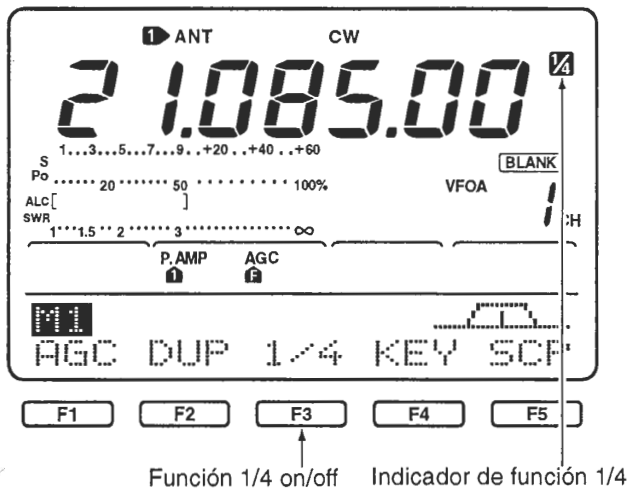 1 ANT CW
21.085.00 1/4
S 1...3...5...7...9..+20..+40..+60
BLANK
Po ......20......50..........100%
VFOA 1 CH
ALC[ ]
SWR 1...1.5..2......3..............∞
P.AMP AGC
1 F
M1
AGC DUP 1/4 KEY SCP
F1 F2 F3 F4 F5
Función 1/4 on/off Indicador de función 1/4